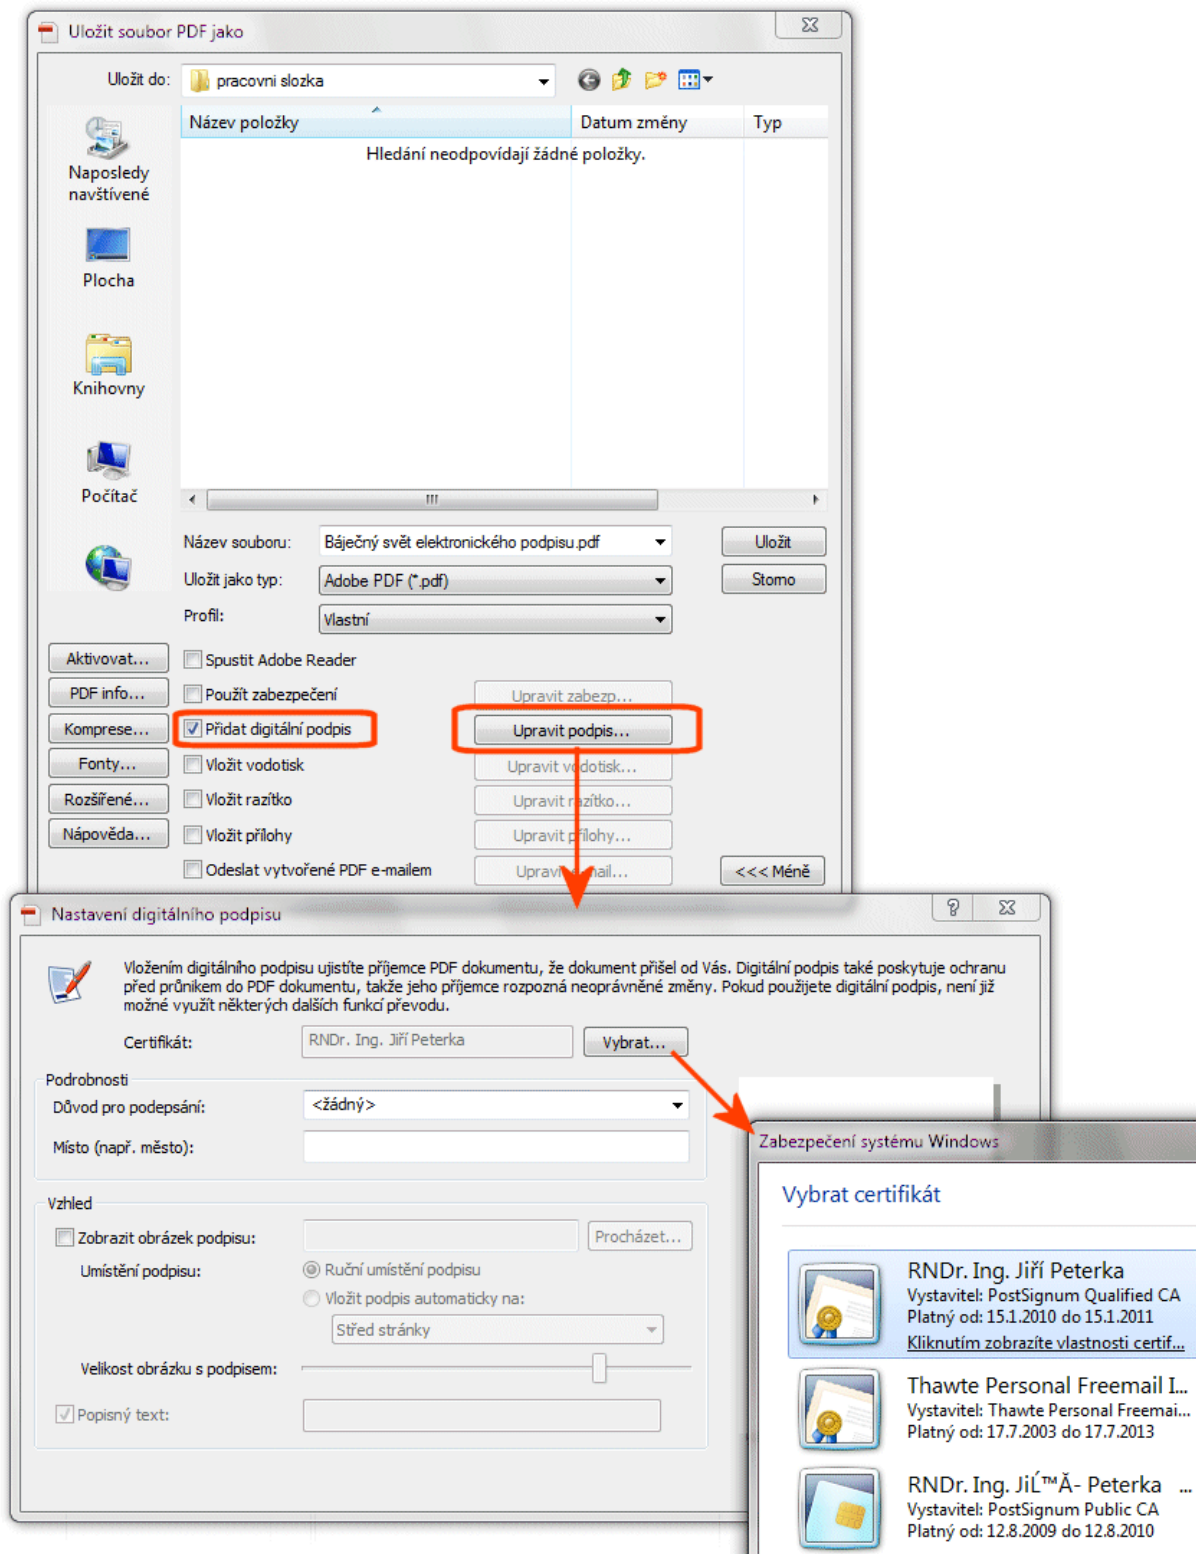 Uložit soubor PDF jako
Uložit do:
pracovni slozka
Název položky
Datum změny
Typ
Hledání neodpovídají žádné položky.
Naposledy
navštívené
Plocha
Knihovny
Počítač
Název souboru:
Báječný svět elektronického podpisu.pdf
Uložit
Uložit jako typ:
Adobe PDF (*.pdf)
Storno
Profil:
Vlastní
Aktivovat...
Spustit Adobe Reader
PDF info...
Použít zabezpečení
Upravit zabezp...
Komprese...
Přidat digitální podpis
Upravit podpis...
Fonty...
Vložit vodotisk
Upravit vodotisk...
Rozšířené...
Vložit razítko
Upravit razítko...
Nápověda...
Vložit přílohy
Upravit přílohy...
Odeslat vytvořené PDF e-mailem
Upravit e-mail...
<<< Méně
Nastavení digitálního podpisu
Vložením digitálního podpisu ujistíte příjemce PDF dokumentu, že dokument přišel od Vás. Digitální podpis také poskytuje ochranu
před průnikem do PDF dokumentu, takže jeho příjemce rozpozná neoprávněné změny. Pokud použijete digitální podpis, není již
možné využít některých dalších funkcí převodu.
Certifikát:
RNDr. Ing. Jiří Peterka
Vybrat...
Podrobnosti
Důvod pro podepsání:
<žádný>
Místo (např. město):
Vzhled
Zobrazit obrázek podpisu:
Procházet...
Umístění podpisu:
Ruční umístění podpisu
Vložit podpis automaticky na:
Střed stránky
Velikost obrázku s podpisem:
Popisný text:
Zabezpečení systému Windows
Vybrat certifikát
RNDr. Ing. Jiří Peterka
Vystavitel: PostSignum Qualified CA
Platný od: 15.1.2010 do 15.1.2011
Kliknutím zobrazíte vlastnosti certif...
Thawte Personal Freemail I...
Vystavitel: Thawte Personal Freemai...
Platný od: 17.7.2003 do 17.7.2013
RNDr. Ing. JiĹ™Ă- Peterka ...
Vystavitel: PostSignum Public CA
Platný od: 12.8.2009 do 12.8.2010